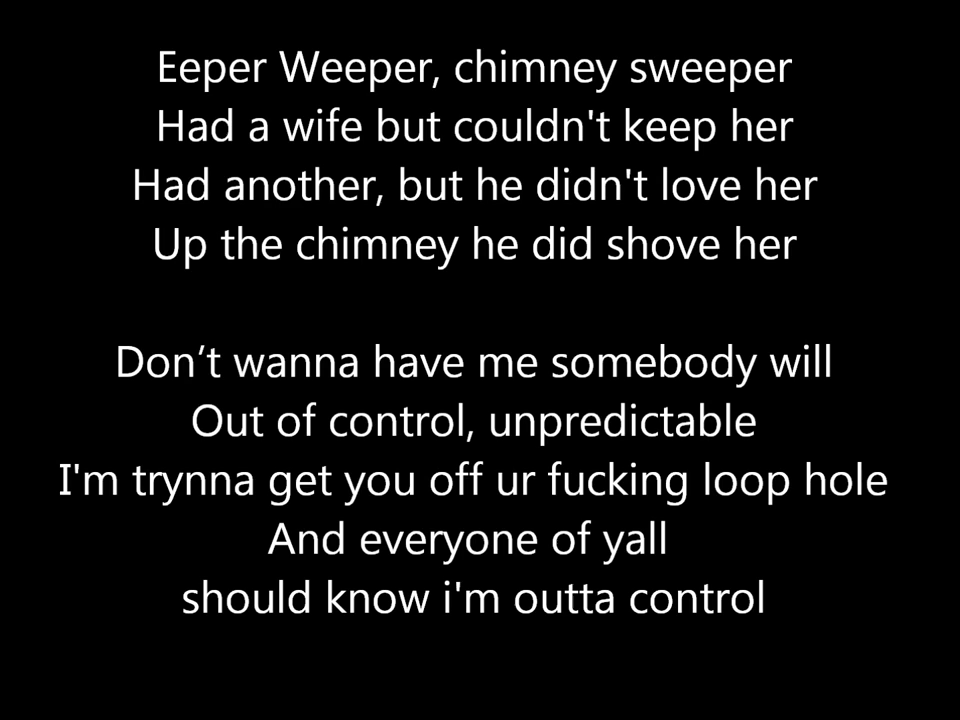 Eeper Weeper, chimney sweeper
Had a wife but couldn't keep her
Had another, but he didn't love her
Up the chimney he did shove her
Don’t wanna have me somebody will
Out of control, unpredictable
I'm trynna get you off ur fucking loop hole
And everyone of yall
should know i'm outta control